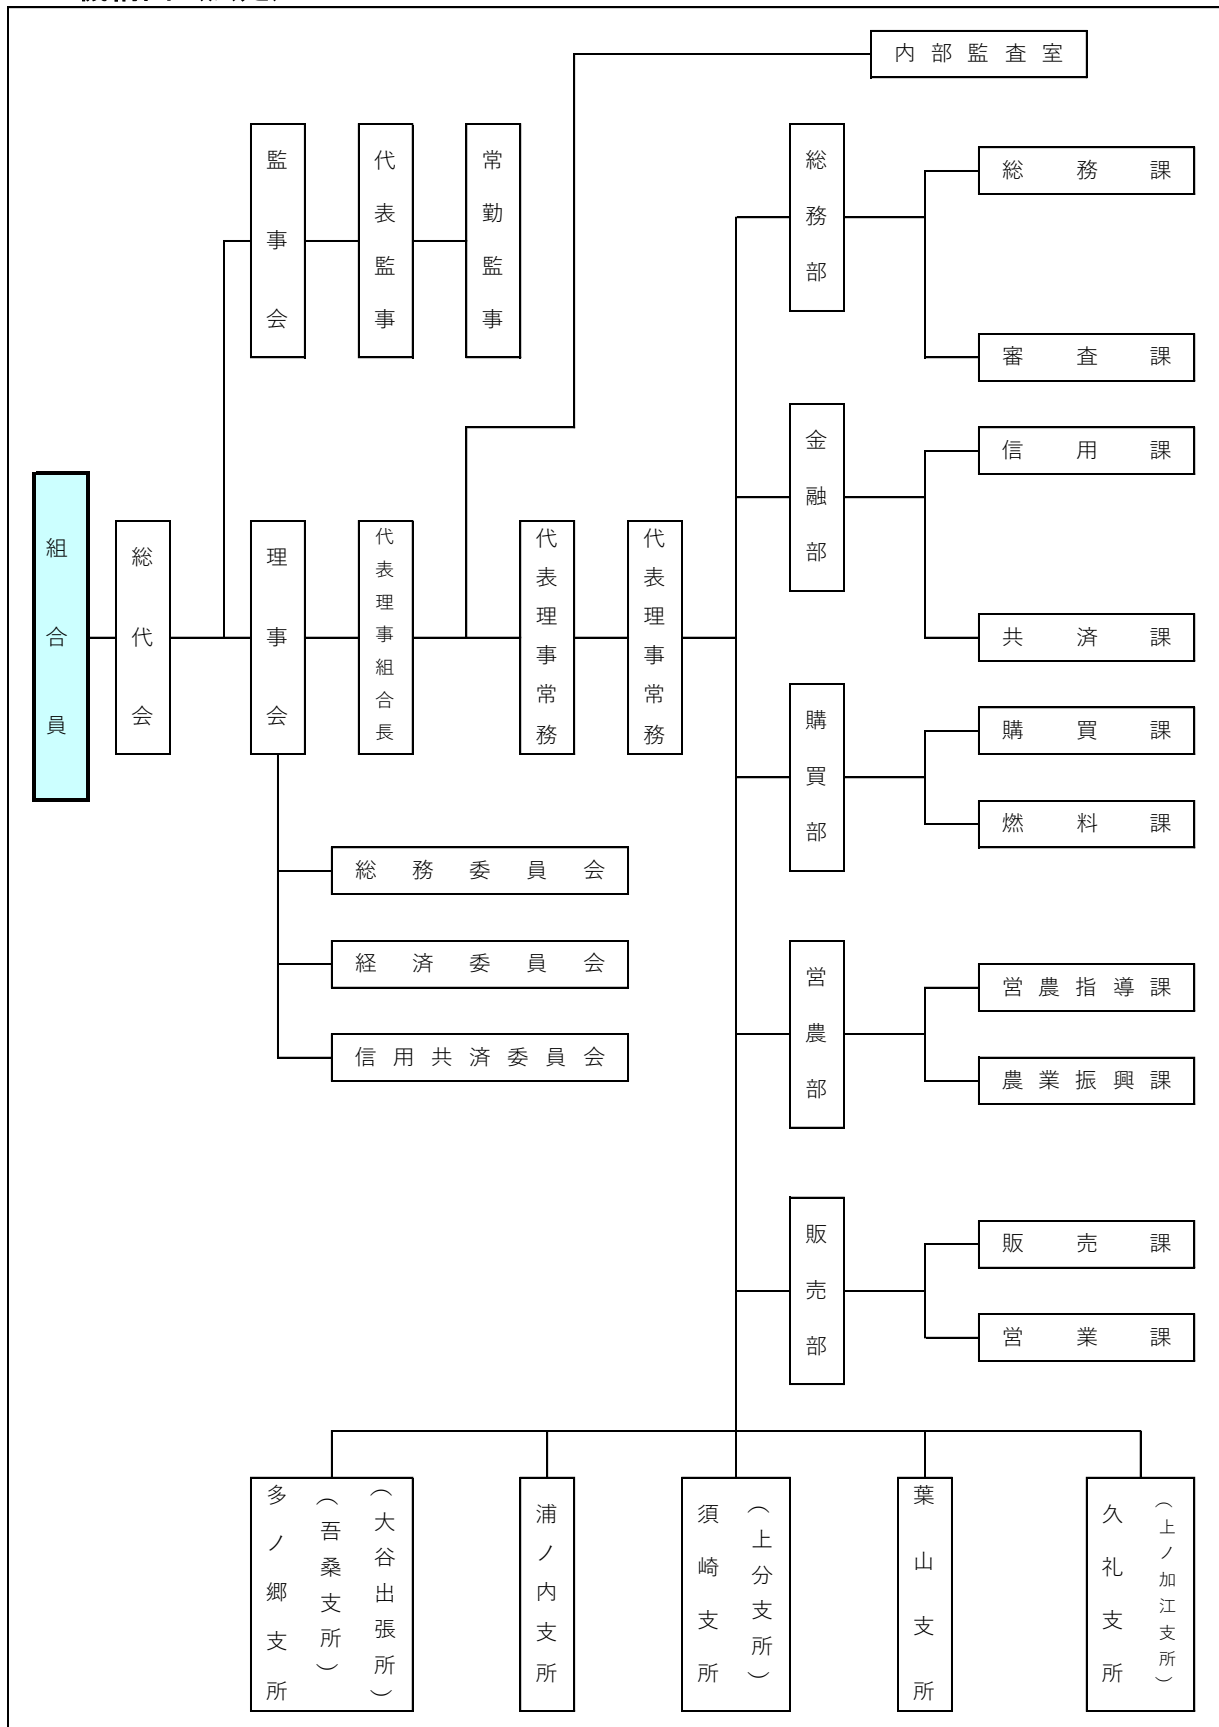 内部監査室
監事会
代表監事
常勤監事
総務部
総務課
審査課
金融部
信用課
共済課
組合員
総代会
理事会
代表理事組合長
代表理事常務
代表理事常務
購買部
購買課
燃料課
総務委員会
経済委員会
信用共済委員会
営農部
営農指導課
農業振興課
販売部
販売課
営業課
多ノ郷支所
（吾桑支所）
（大谷出張所）
浦ノ内支所
須崎支所
（上分支所）
葉山支所
久礼支所
（上ノ加江支所）